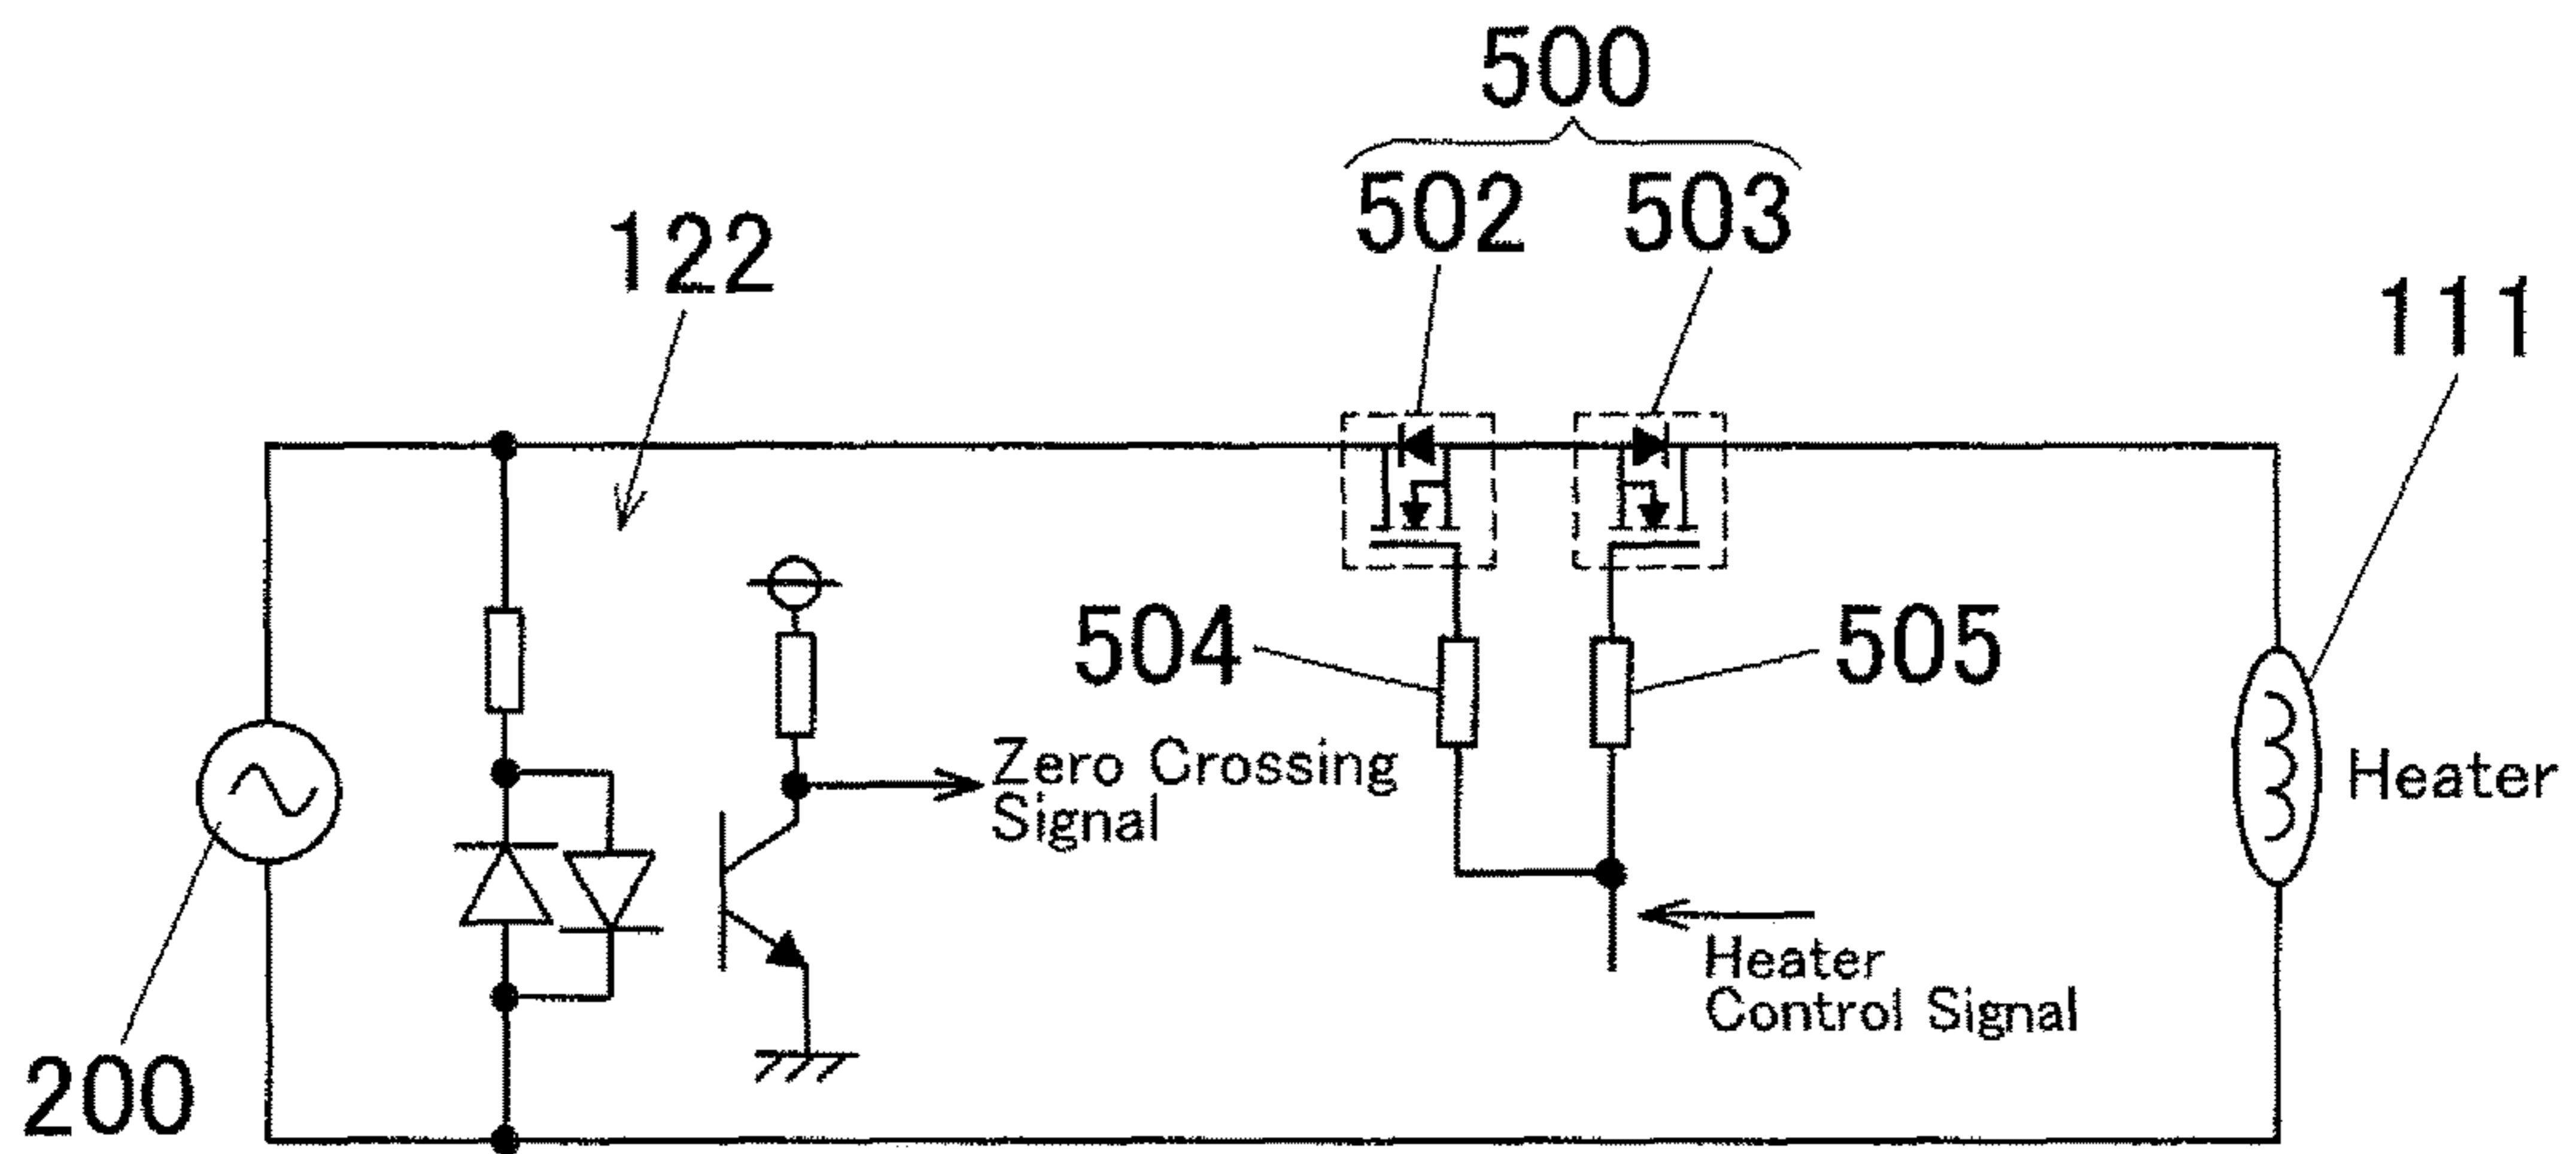 500
502 503
122
111
504
505
Zero Crossing
Signal
Heater
Heater
Control Signal
200